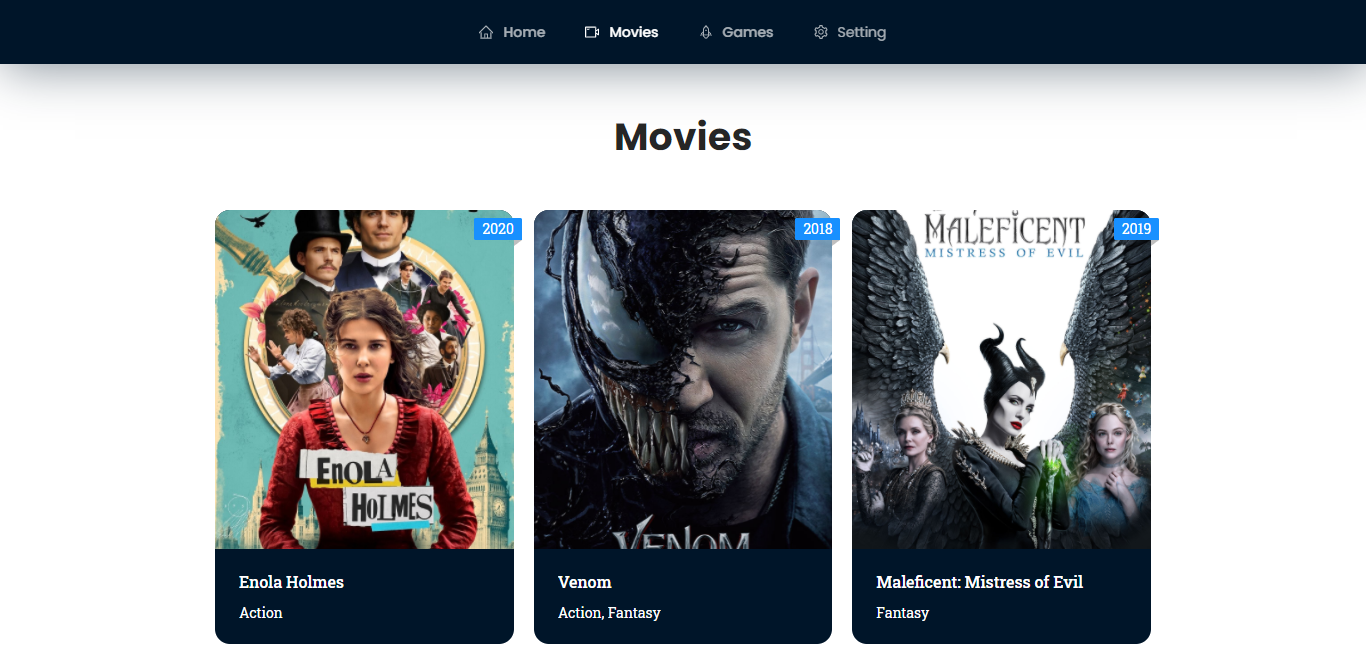 Home
Movies
Games
Setting
Movies
2020
ENOLA
HOLMES
Enola Holmes
Action
2018
VENOM
Venom
Action, Fantasy
2019
MALEFICENT
MISTRESS OF EVIL
Maleficent: Mistress of Evil
Fantasy